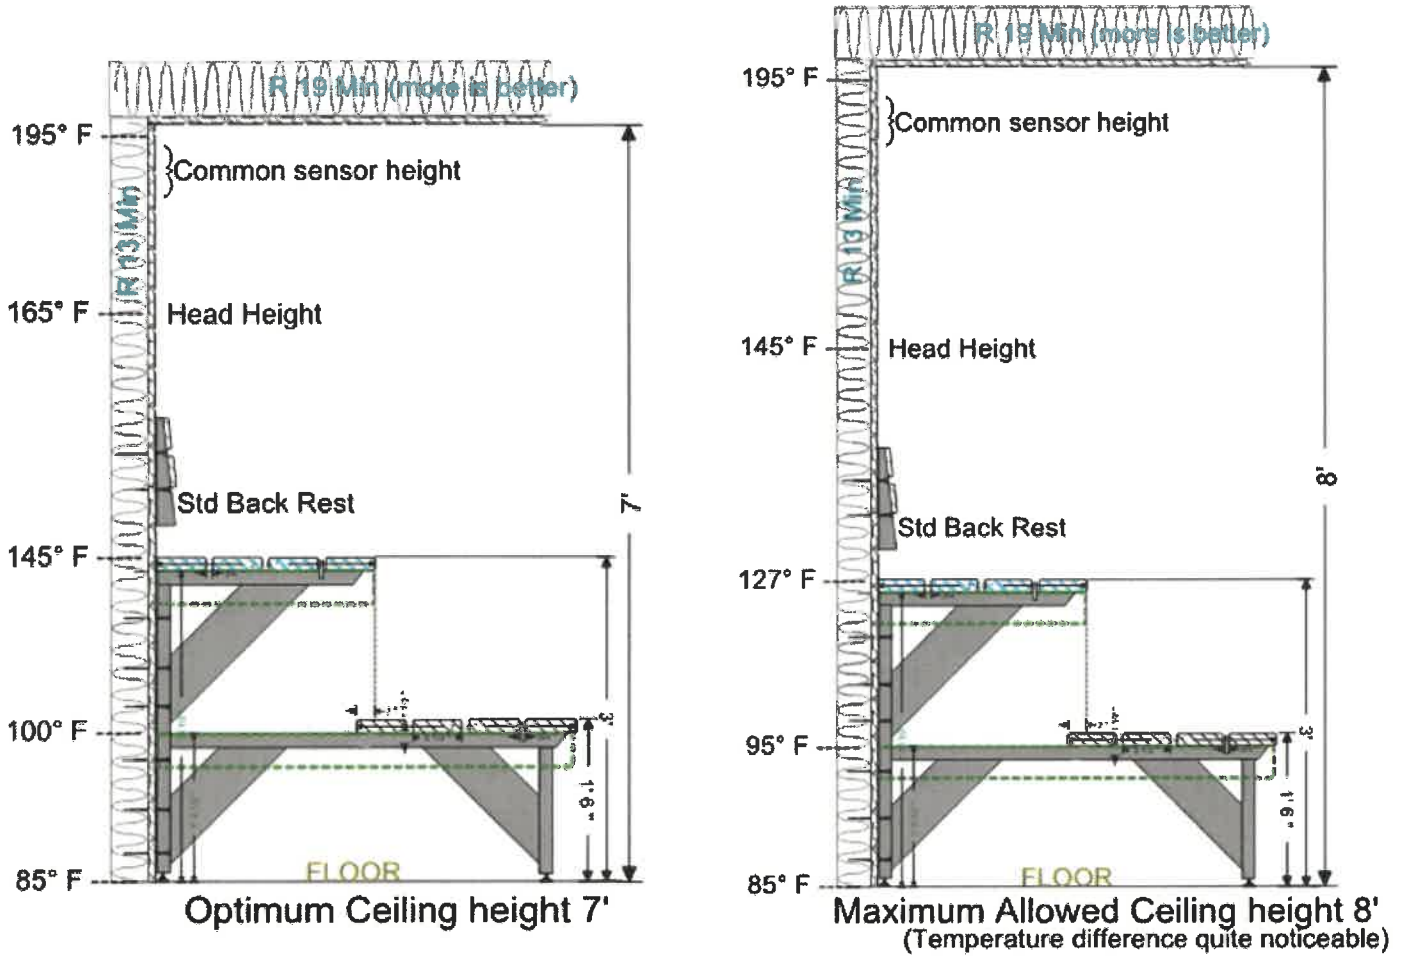 R 19 Min (more is better)
195° F
Common sensor height
R 13 Min
165° F
Head Height
Std Back Rest
7'
145° F
100° F
3'
1' 6"
FLOOR
85° F
Optimum Ceiling height 7'
R 19 Min (more is better)
195° F
Common sensor height
R 13 Min
145° F
Head Height
8'
Std Back Rest
127° F
95° F
3'
1' 6"
FLOOR
85° F
Maximum Allowed Ceiling height 8'
(Temperature difference quite noticeable)